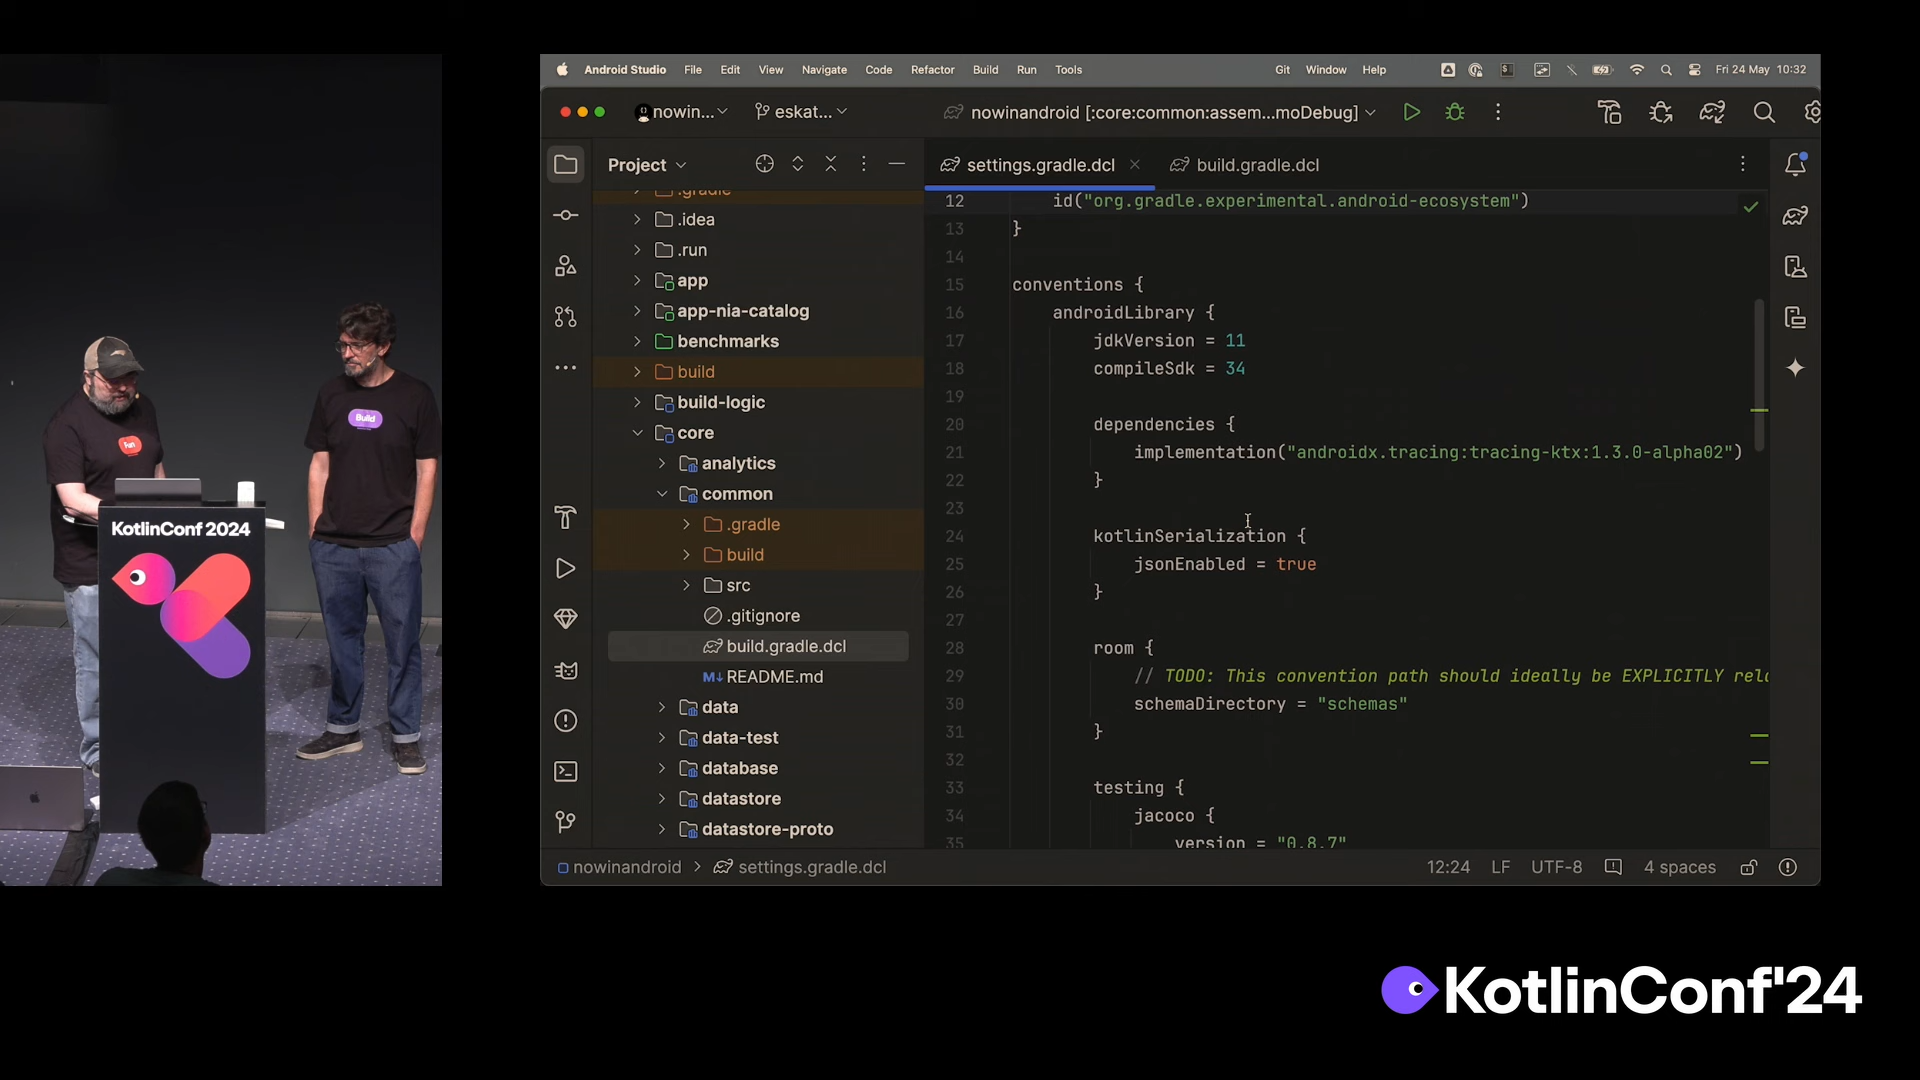 Fun
Build
KotlinConf 2024
Android Studio File Edit View Navigate Code Refactor Build Run Tools Git Window Help Fri 24 May 10:32
nowin... eskat... nowinandroid [:core:common:assem...moDebug]
Project
.gradle
.idea
.run
app
app-nia-catalog
benchmarks
build
build-logic
core
analytics
common
.gradle
build
src
.gitignore
build.gradle.dcl
README.md
data
data-test
database
datastore
datastore-proto
settings.gradle.dcl build.gradle.dcl
12 id("org.gradle.experimental.android-ecosystem")
13 }
14
15 conventions {
16 androidLibrary {
17 jdkVersion = 11
18 compileSdk = 34
19
20 dependencies {
21 implementation("androidx.tracing:tracing-ktx:1.3.0-alpha02")
22 }
23
24 kotlinSerialization {
25 jsonEnabled = true
26 }
27
28 room {
29 // TODO: This convention path should ideally be EXPLICITLY rel
30 schemaDirectory = "schemas"
31 }
32
33 testing {
34 jacoco {
35 version = "0.8.7"
nowinandroid > settings.gradle.dcl 12:24 LF UTF-8 4 spaces
KotlinConf'24